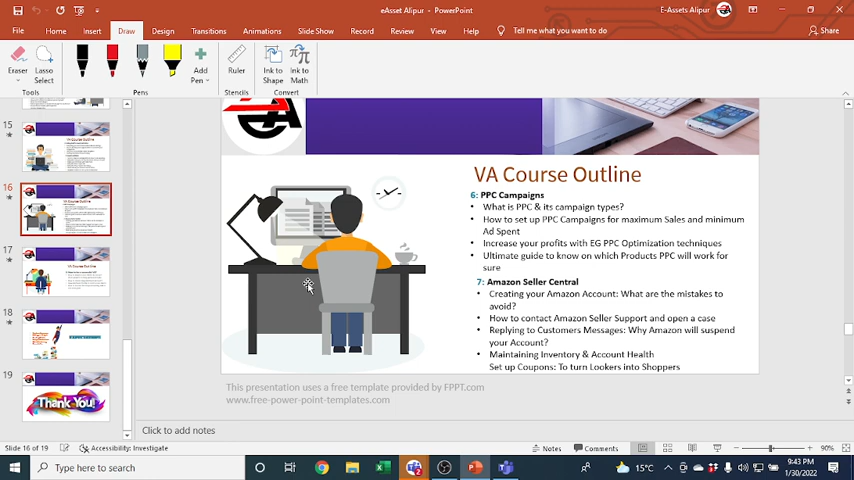 eAsset Alipur - PowerPoint
E-Assets Alipur
File Home Insert Draw Design Transitions Animations Slide Show Record Review View Help Tell me what you want to do Share
Eraser
Lasso
Select
Add
Pen
Ruler
Ink to
Shape
Ink to
Math
Tools
Pens
Stencils
Convert
15
VA Course Outline
16
VA Course Outline
17
VA Course Outline
18
19
Thank You!
VA Course Outline
6: PPC Campaigns
• What is PPC & its campaign types?
• How to set up PPC Campaigns for maximum Sales and minimum
Ad Spent
• Increase your profits with EG PPC Optimization techniques
• Ultimate guide to know on which Products PPC will work for
sure
7: Amazon Seller Central
• Creating your Amazon Account: What are the mistakes to
avoid?
• How to contact Amazon Seller Support and open a case
• Replying to Customers Messages: Why Amazon will suspend
your Account?
• Maintaining Inventory & Account Health
Set up Coupons: To turn Lookers into Shoppers
This presentation uses a free template provided by FPPT.com
www.free-power-point-templates.com
Click to add notes
Slide 16 of 19 Accessibility: Investigate Notes Comments 90%
Type here to search
15°C
9:43 PM
1/30/2022